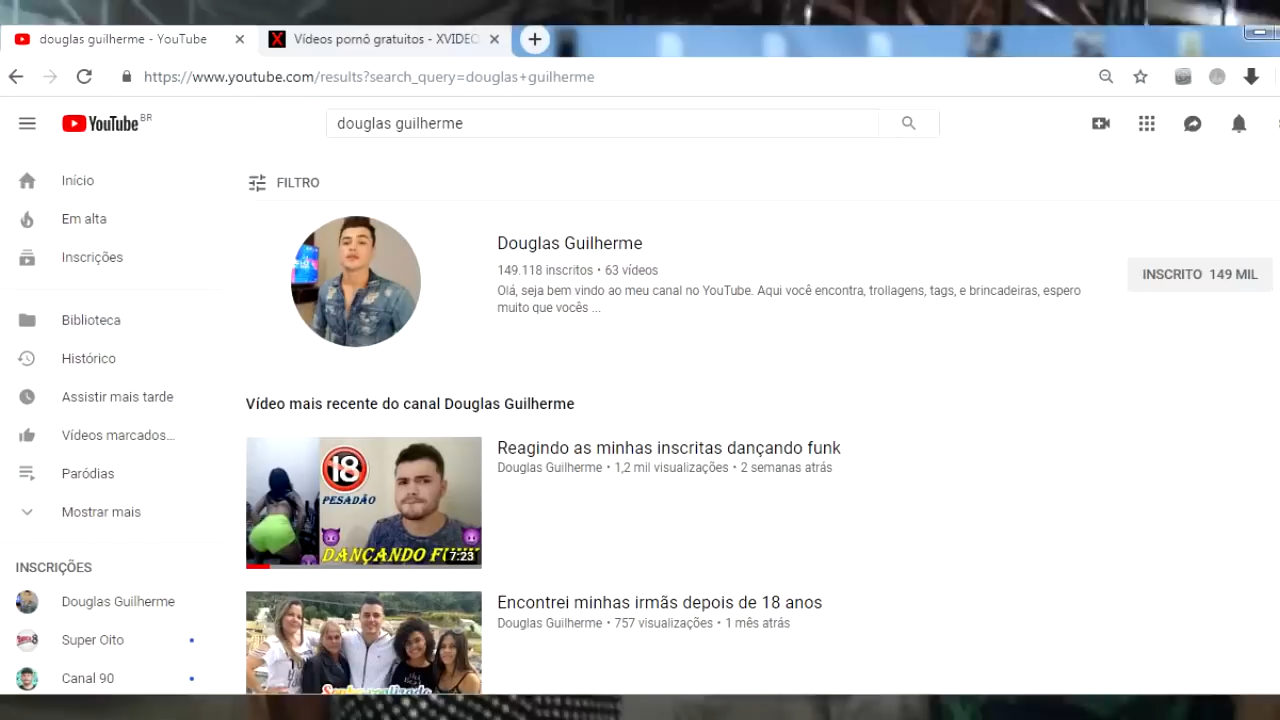 douglas guilherme - YouTube
Vídeos pornô gratuitos - XVIDEO
https://www.youtube.com/results?search_query=douglas+guilherme
YouTube BR
douglas guilherme
Início
FILTRO
Em alta
Inscrições
Douglas Guilherme
149.118 inscritos • 63 vídeos
Olá, seja bem vindo ao meu canal no YouTube. Aqui você encontra, trollagens, tags, e brincadeiras, espero
muito que vocês ...
INSCRITO 149 MIL
Biblioteca
Histórico
Assistir mais tarde
Vídeos marcados...
Paródias
Mostrar mais
Vídeo mais recente do canal Douglas Guilherme
18
PESADÃO
DANÇANDO FUNK
7:23
Reagindo as minhas inscritas dançando funk
Douglas Guilherme • 1,2 mil visualizações • 2 semanas atrás
INSCRIÇÕES
Douglas Guilherme
Super Oito
Canal 90
Encontrei minhas irmãs depois de 18 anos
Douglas Guilherme • 757 visualizações • 1 mês atrás